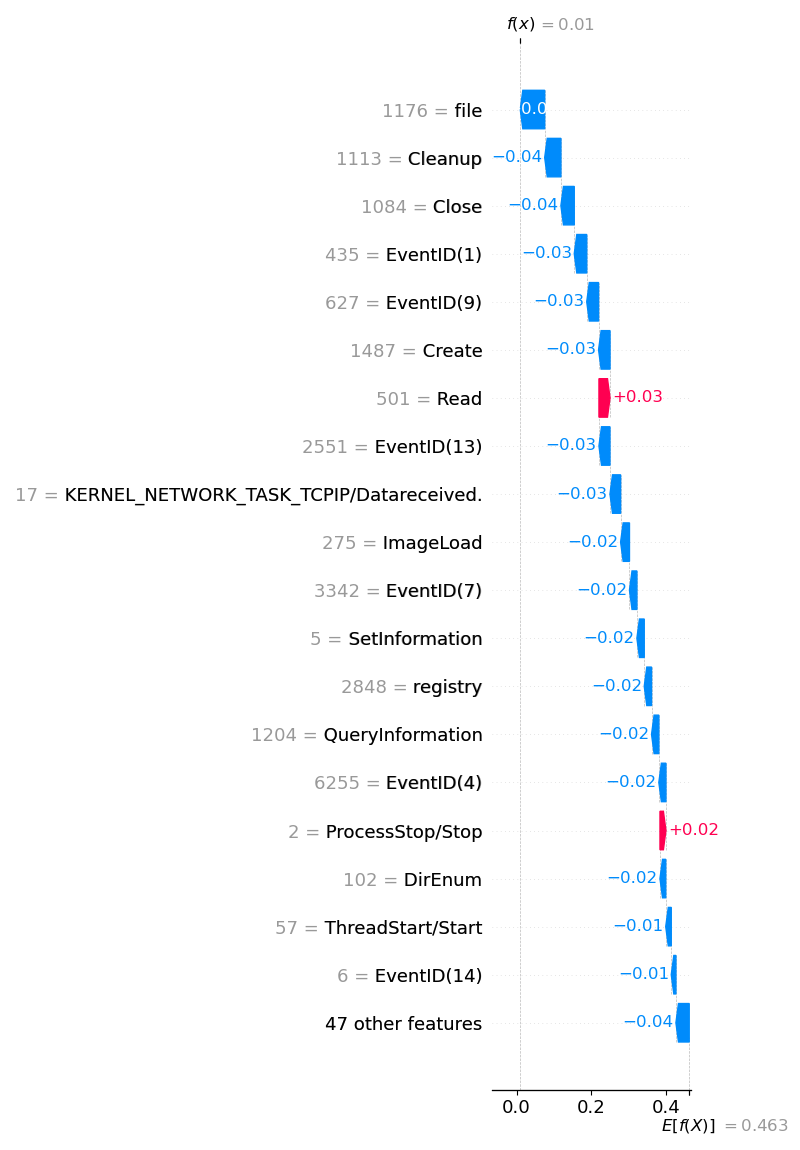 f(x) = 0.01
1176 = file
1113 = Cleanup −0.04
1084 = Close −0.04
435 = EventID(1) −0.03
627 = EventID(9) −0.03
1487 = Create −0.03
501 = Read +0.03
2551 = EventID(13) −0.03
17 = KERNEL_NETWORK_TASK_TCPIP/Datareceived. −0.03
275 = ImageLoad −0.02
3342 = EventID(7) −0.02
5 = SetInformation −0.02
2848 = registry −0.02
1204 = QueryInformation −0.02
6255 = EventID(4) −0.02
2 = ProcessStop/Stop +0.02
102 = DirEnum −0.02
57 = ThreadStart/Start −0.01
6 = EventID(14) −0.01
47 other features −0.04
0.0 0.2 0.4
E[f(X)] = 0.463